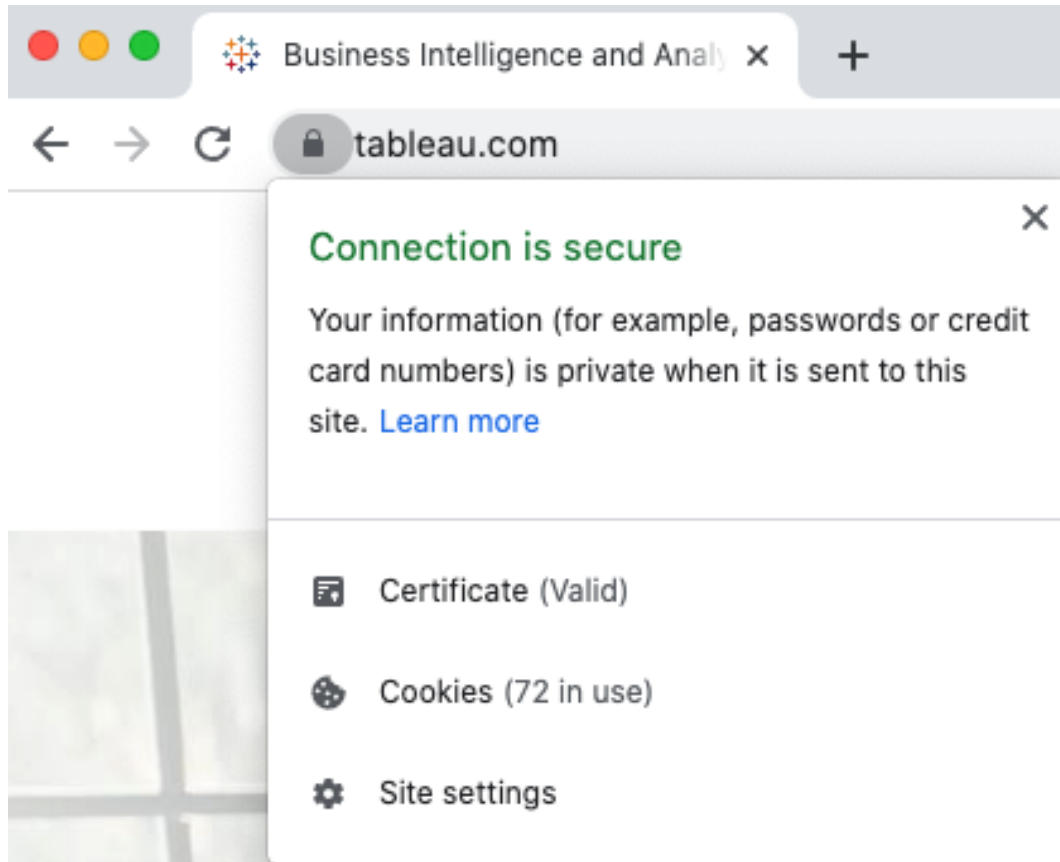 Business Intelligence and Anal
tableau.com
Connection is secure
Your information (for example, passwords or credit
card numbers) is private when it is sent to this
site. Learn more
Certificate (Valid)
Cookies (72 in use)
Site settings